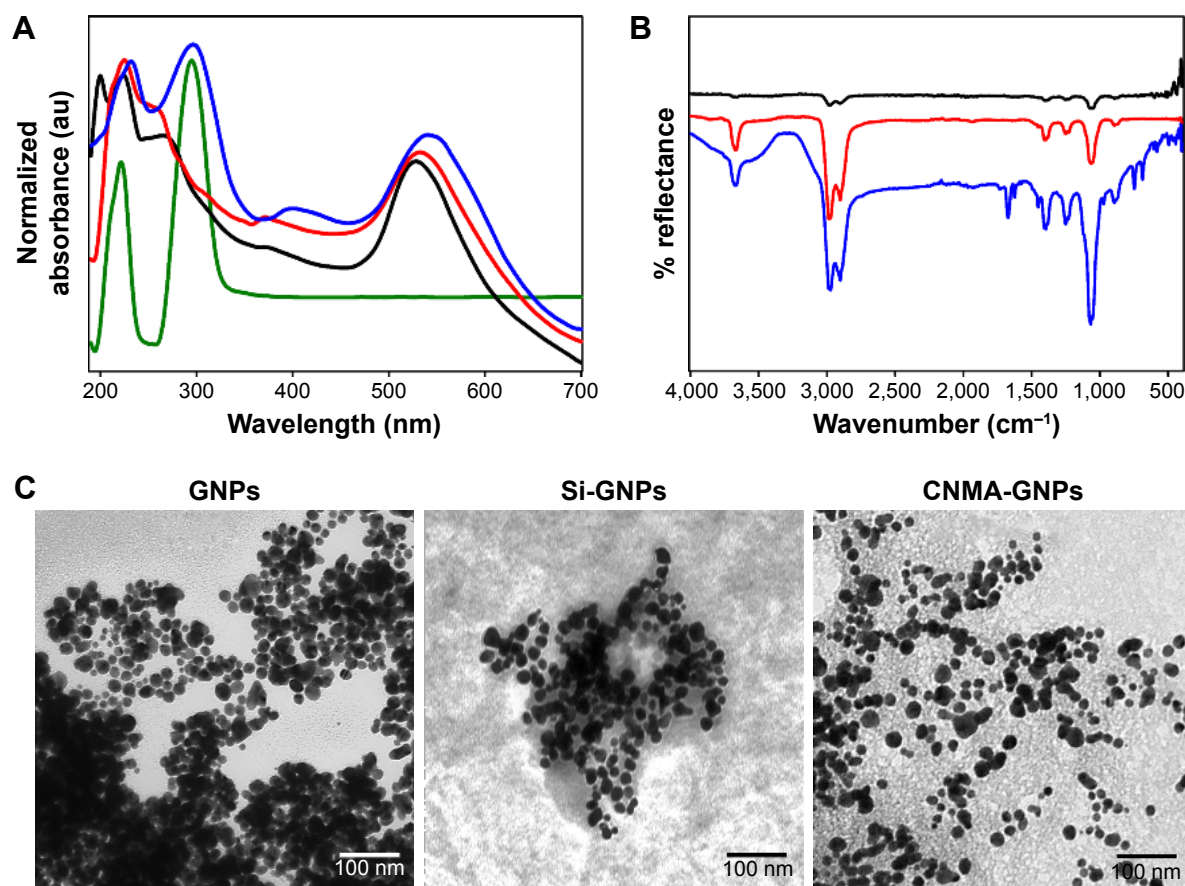 A
Normalized
absorbance (au)
200 300 400 500 600 700
Wavelength (nm)
B
% reflectance
4,000 3,500 3,000 2,500 2,000 1,500 1,000 500
Wavenumber (cm⁻¹)
C
GNPs
Si-GNPs
CNMA-GNPs
100 nm
100 nm
100 nm